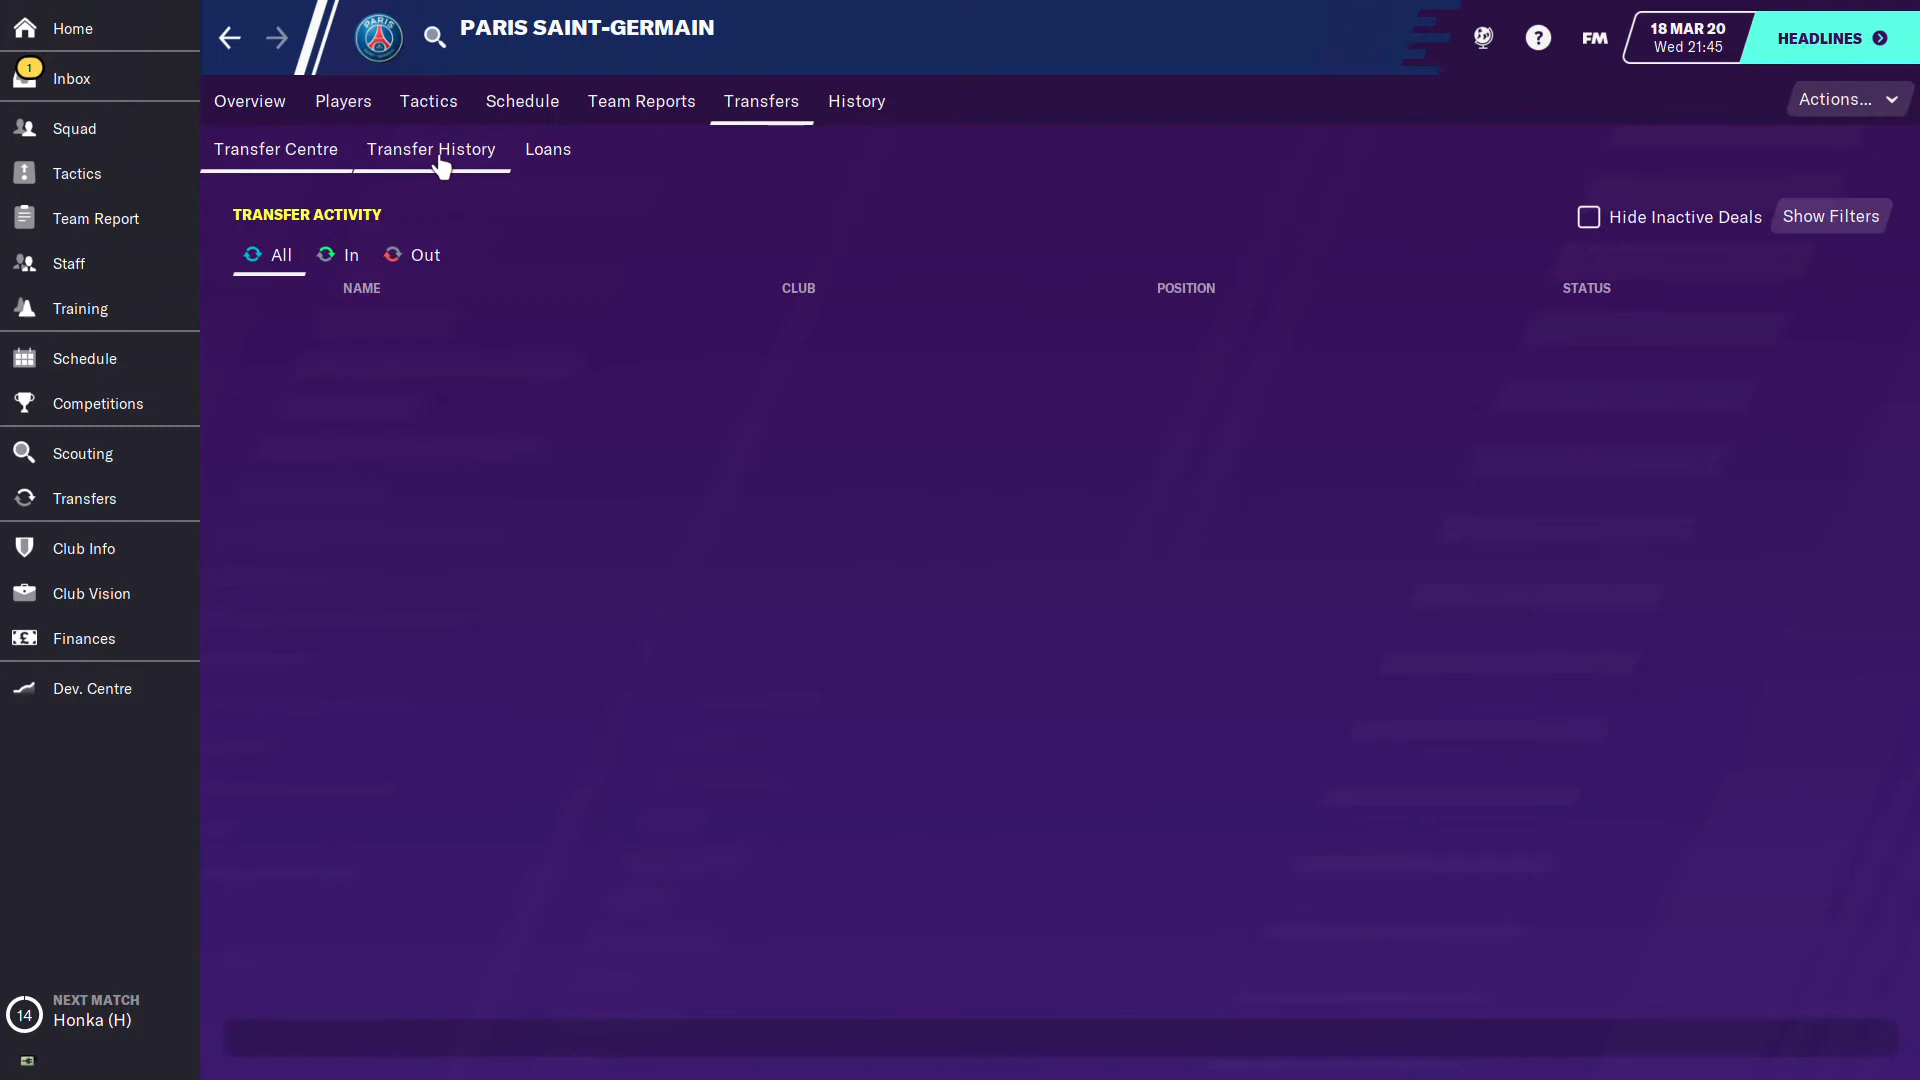 Home
1
Inbox
Squad
Tactics
Team Report
Staff
Training
Schedule
Competitions
Scouting
Transfers
Club Info
Club Vision
Finances
Dev. Centre
NEXT MATCH
14
Honka (H)
PARIS
PARIS SAINT-GERMAIN
?
FM
18 MAR 20
Wed 21:45
HEADLINES
Overview Players Tactics Schedule Team Reports Transfers History
Actions...
Transfer Centre Transfer History Loans
TRANSFER ACTIVITY
Hide Inactive Deals
Show Filters
All In Out
NAME CLUB POSITION STATUS